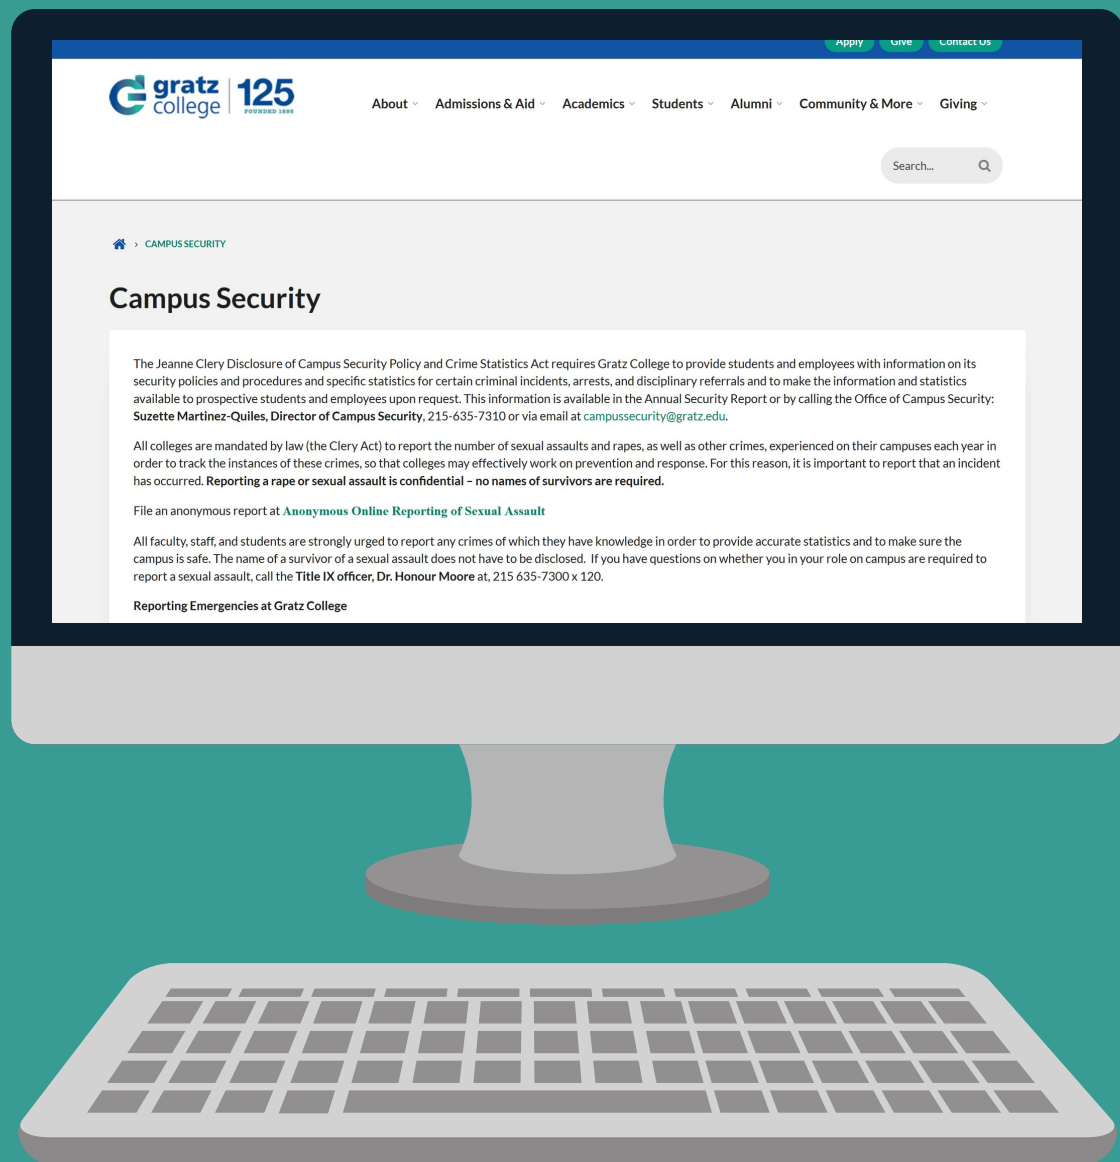 Apply Give Contact Us
gratz college 125 FOUNDED 1895
About Admissions & Aid Academics Students Alumni Community & More Giving
Search...
> CAMPUS SECURITY
Campus Security
The Jeanne Clery Disclosure of Campus Security Policy and Crime Statistics Act requires Gratz College to provide students and employees with information on its
security policies and procedures and specific statistics for certain criminal incidents, arrests, and disciplinary referrals and to make the information and statistics
available to prospective students and employees upon request. This information is available in the Annual Security Report or by calling the Office of Campus Security:
Suzette Martinez-Quiles, Director of Campus Security, 215-635-7310 or via email at campussecurity@gratz.edu.
All colleges are mandated by law (the Clery Act) to report the number of sexual assaults and rapes, as well as other crimes, experienced on their campuses each year in
order to track the instances of these crimes, so that colleges may effectively work on prevention and response. For this reason, it is important to report that an incident
has occurred. Reporting a rape or sexual assault is confidential – no names of survivors are required.
File an anonymous report at Anonymous Online Reporting of Sexual Assault
All faculty, staff, and students are strongly urged to report any crimes of which they have knowledge in order to provide accurate statistics and to make sure the
campus is safe. The name of a survivor of a sexual assault does not have to be disclosed.  If you have questions on whether you in your role on campus are required to
report a sexual assault, call the Title IX officer, Dr. Honour Moore at, 215 635-7300 x 120.
Reporting Emergencies at Gratz College